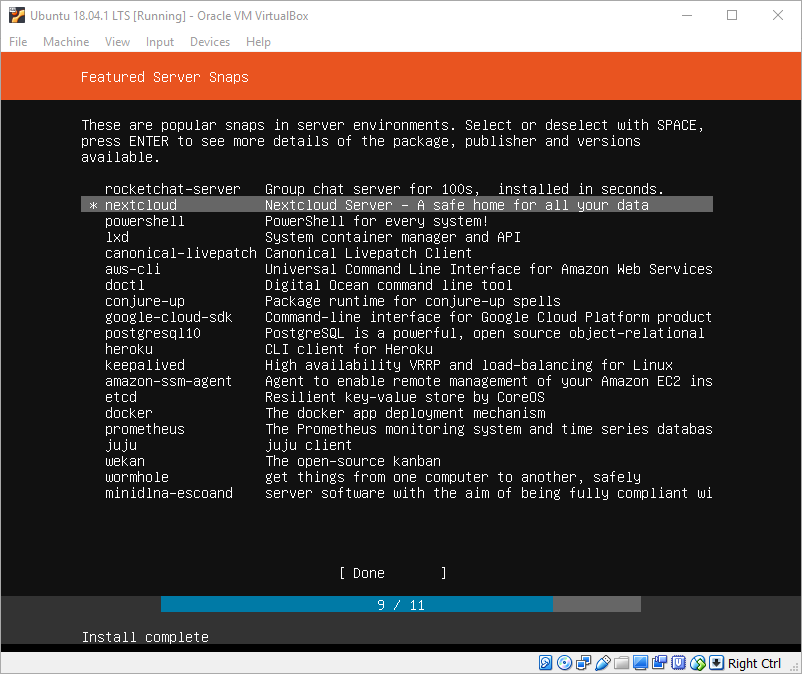 Ubuntu 18.04.1 LTS [Running] - Oracle VM VirtualBox
File Machine View Input Devices Help
Featured Server Snaps
These are popular snaps in server environments. Select or deselect with SPACE,
press ENTER to see more details of the package, publisher and versions
available.
rocketchat-server Group chat server for 100s,  installed in seconds.
* nextcloud Nextcloud Server - A safe home for all your data
powershell PowerShell for every system!
lxd System container manager and API
canonical-livepatch Canonical Livepatch Client
aws-cli Universal Command Line Interface for Amazon Web Services
doctl Digital Ocean command line tool
conjure-up Package runtime for conjure-up spells
google-cloud-sdk Command-line interface for Google Cloud Platform product
postgresql10 PostgreSQL is a powerful, open source object-relational
heroku CLI client for Heroku
keepalived High availability VRRP and load-balancing for Linux
amazon-ssm-agent Agent to enable remote management of your Amazon EC2 ins
etcd Resilient key-value store by CoreOS
docker The docker app deployment mechanism
prometheus The Prometheus monitoring system and time series databas
juju juju client
wekan The open-source kanban
wormhole get things from one computer to another, safely
minidlna-escoand server software with the aim of being fully compliant wi
[ Done ]
9 / 11
Install complete
Right Ctrl